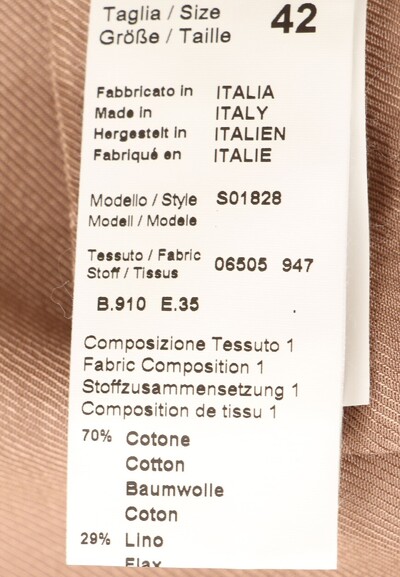 Taglia / Size 42
Größe / Taille
Fabbricato in ITALIA
Made in ITALY
Hergestelt in ITALIEN
Fabriqué en ITALIE
Modello / Style S01828
Modell / Modele
Tessuto / Fabric 06505 947
Stoff / Tissus
B.910 E.35
Composizione Tessuto 1
Fabric Composition 1
Stoffzusammensetzung 1
Composition de tissu 1
70% Cotone
Cotton
Baumwolle
Coton
29% Lino
Flax